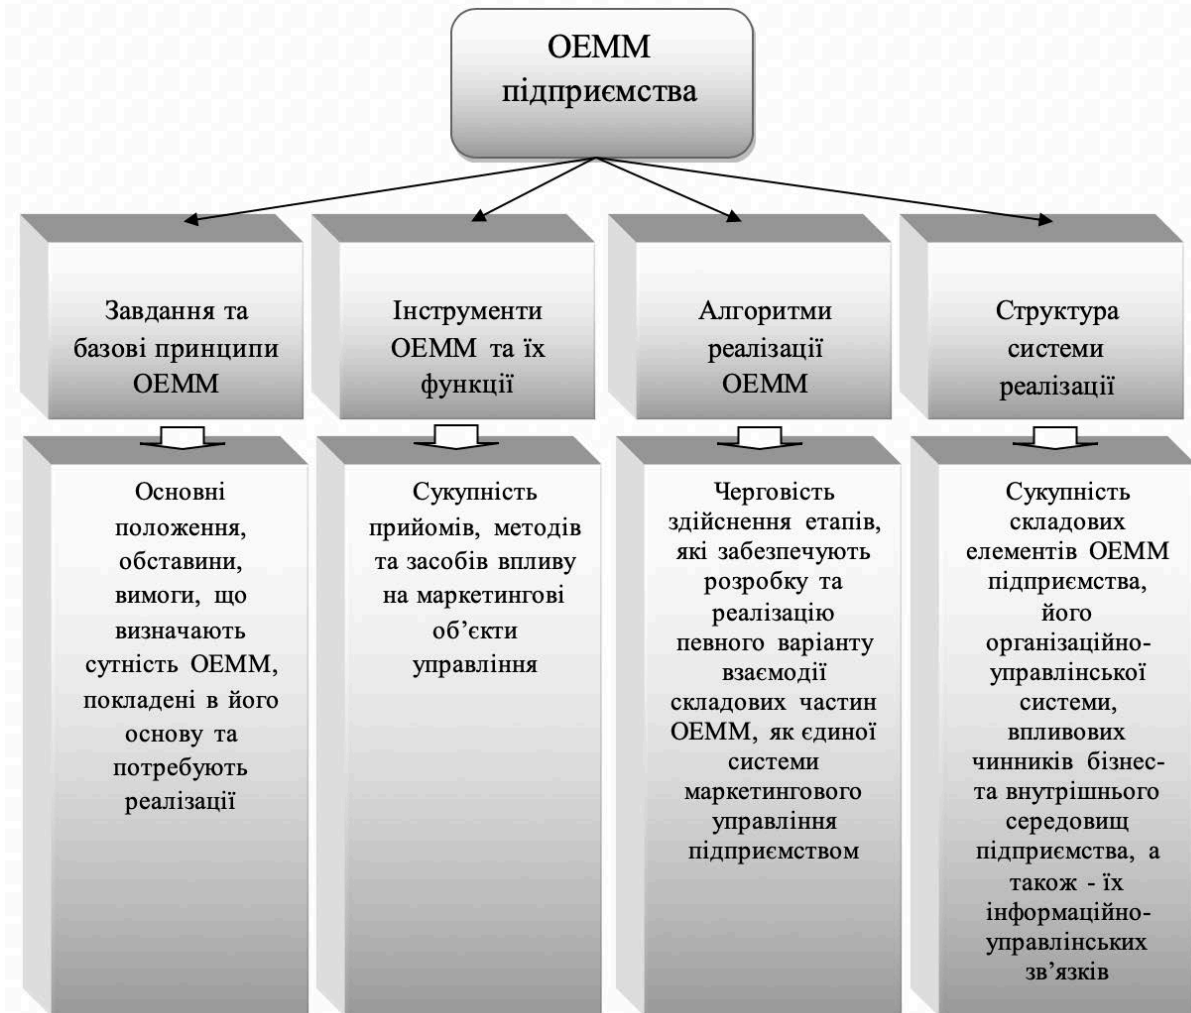 ОЕММ
підприємства
Завдання та
базові принципи
ОЕММ
Інструменти
ОЕММ та їх
функції
Алгоритми
реалізації
ОЕММ
Структура
системи
реалізації
Основні
положення,
обставини,
вимоги, що
визначають
сутність ОЕММ,
покладені в його
основу та
потребують
реалізації
Сукупність
прийомів, методів
та засобів впливу
на маркетингові
об’єкти
управління
Черговість
здійснення етапів,
які забезпечують
розробку та
реалізацію
певного варіанту
взаємодії
складових частин
ОЕММ, як єдиної
системи
маркетингового
управління
підприємством
Сукупність
складових
елементів ОЕММ
підприємства,
його
організаційно-
управлінської
системи,
впливових
чинників бізнес-
та внутрішнього
середовищ
підприємства, а
також - їх
інформаційно-
управлінських
зв’язків